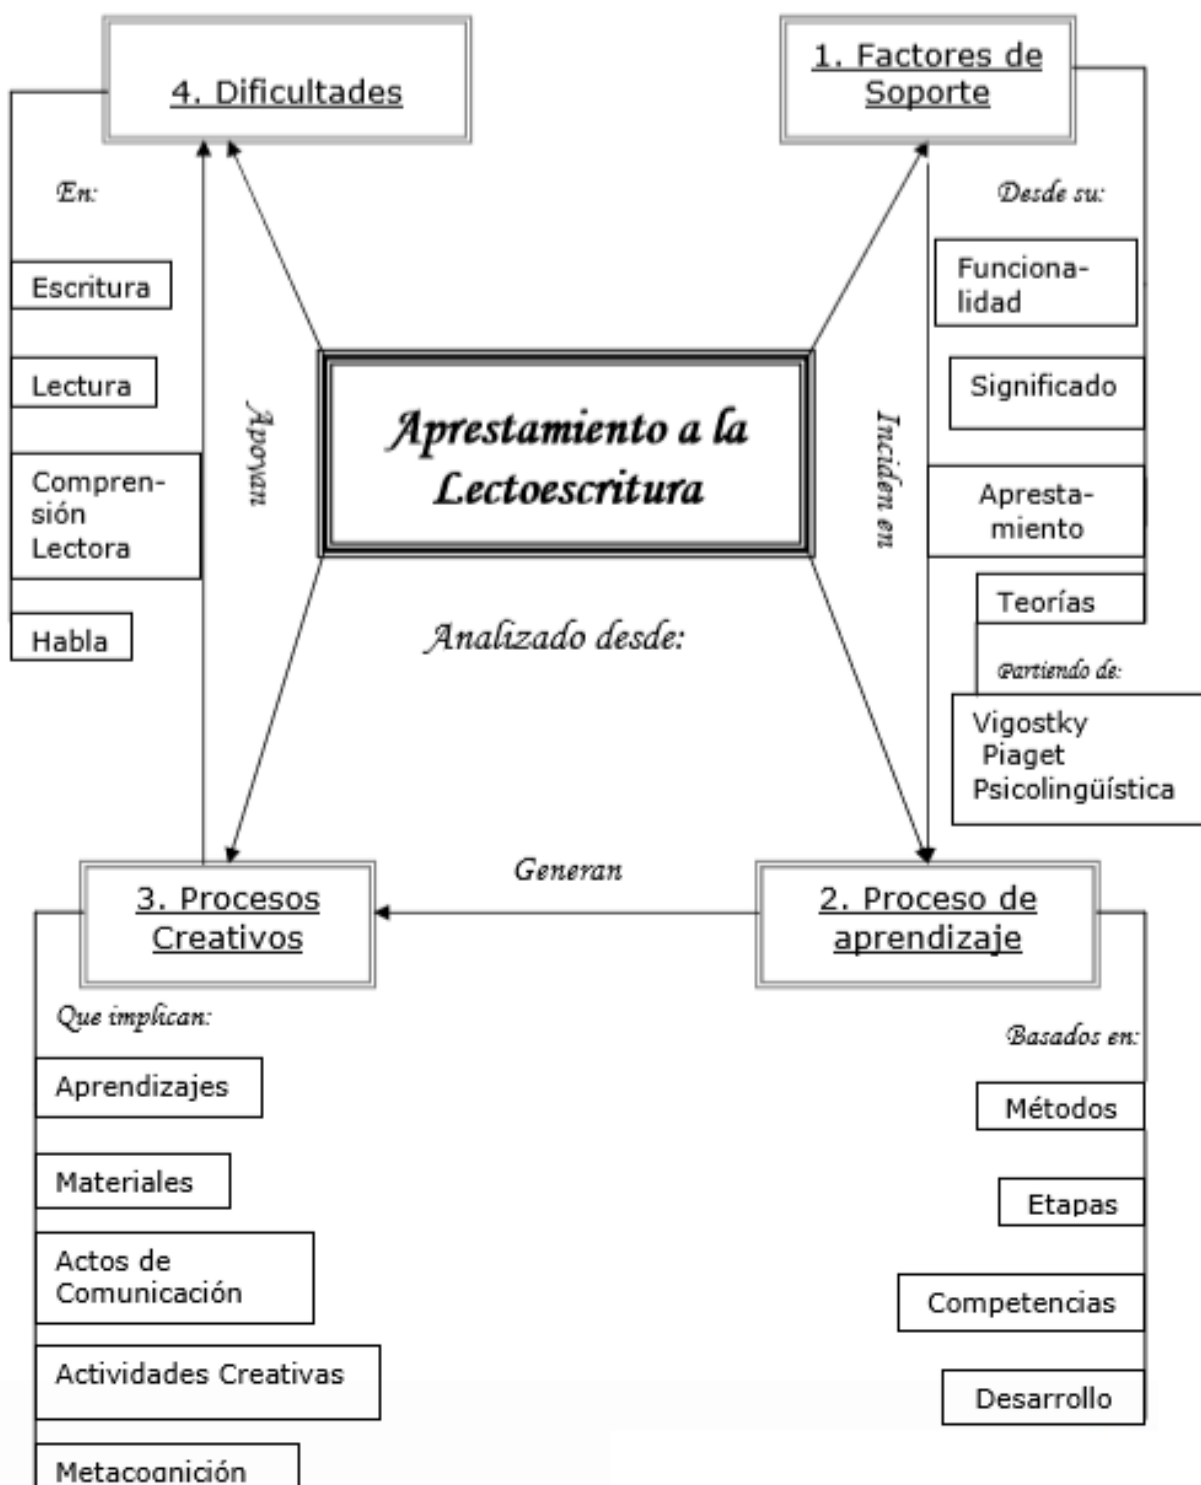 4. Dificultades
En:
Escritura
Lectura
Compren-
sión
Lectora
Habla
Apoyan
1. Factores de
Soporte
Desde su:
Funciona-
lidad
Significado
Apresta-
miento
Teorías
Partiendo de:
Vigostky
Piaget
Psicolingüística
Inciden en
Aprestamiento a la
Lectoescritura
Analizado desde:
Generan
3. Procesos
Creativos
Que implican:
Aprendizajes
Materiales
Actos de
Comunicación
Actividades Creativas
Metacognición
2. Proceso de
aprendizaje
Basados en:
Métodos
Etapas
Competencias
Desarrollo